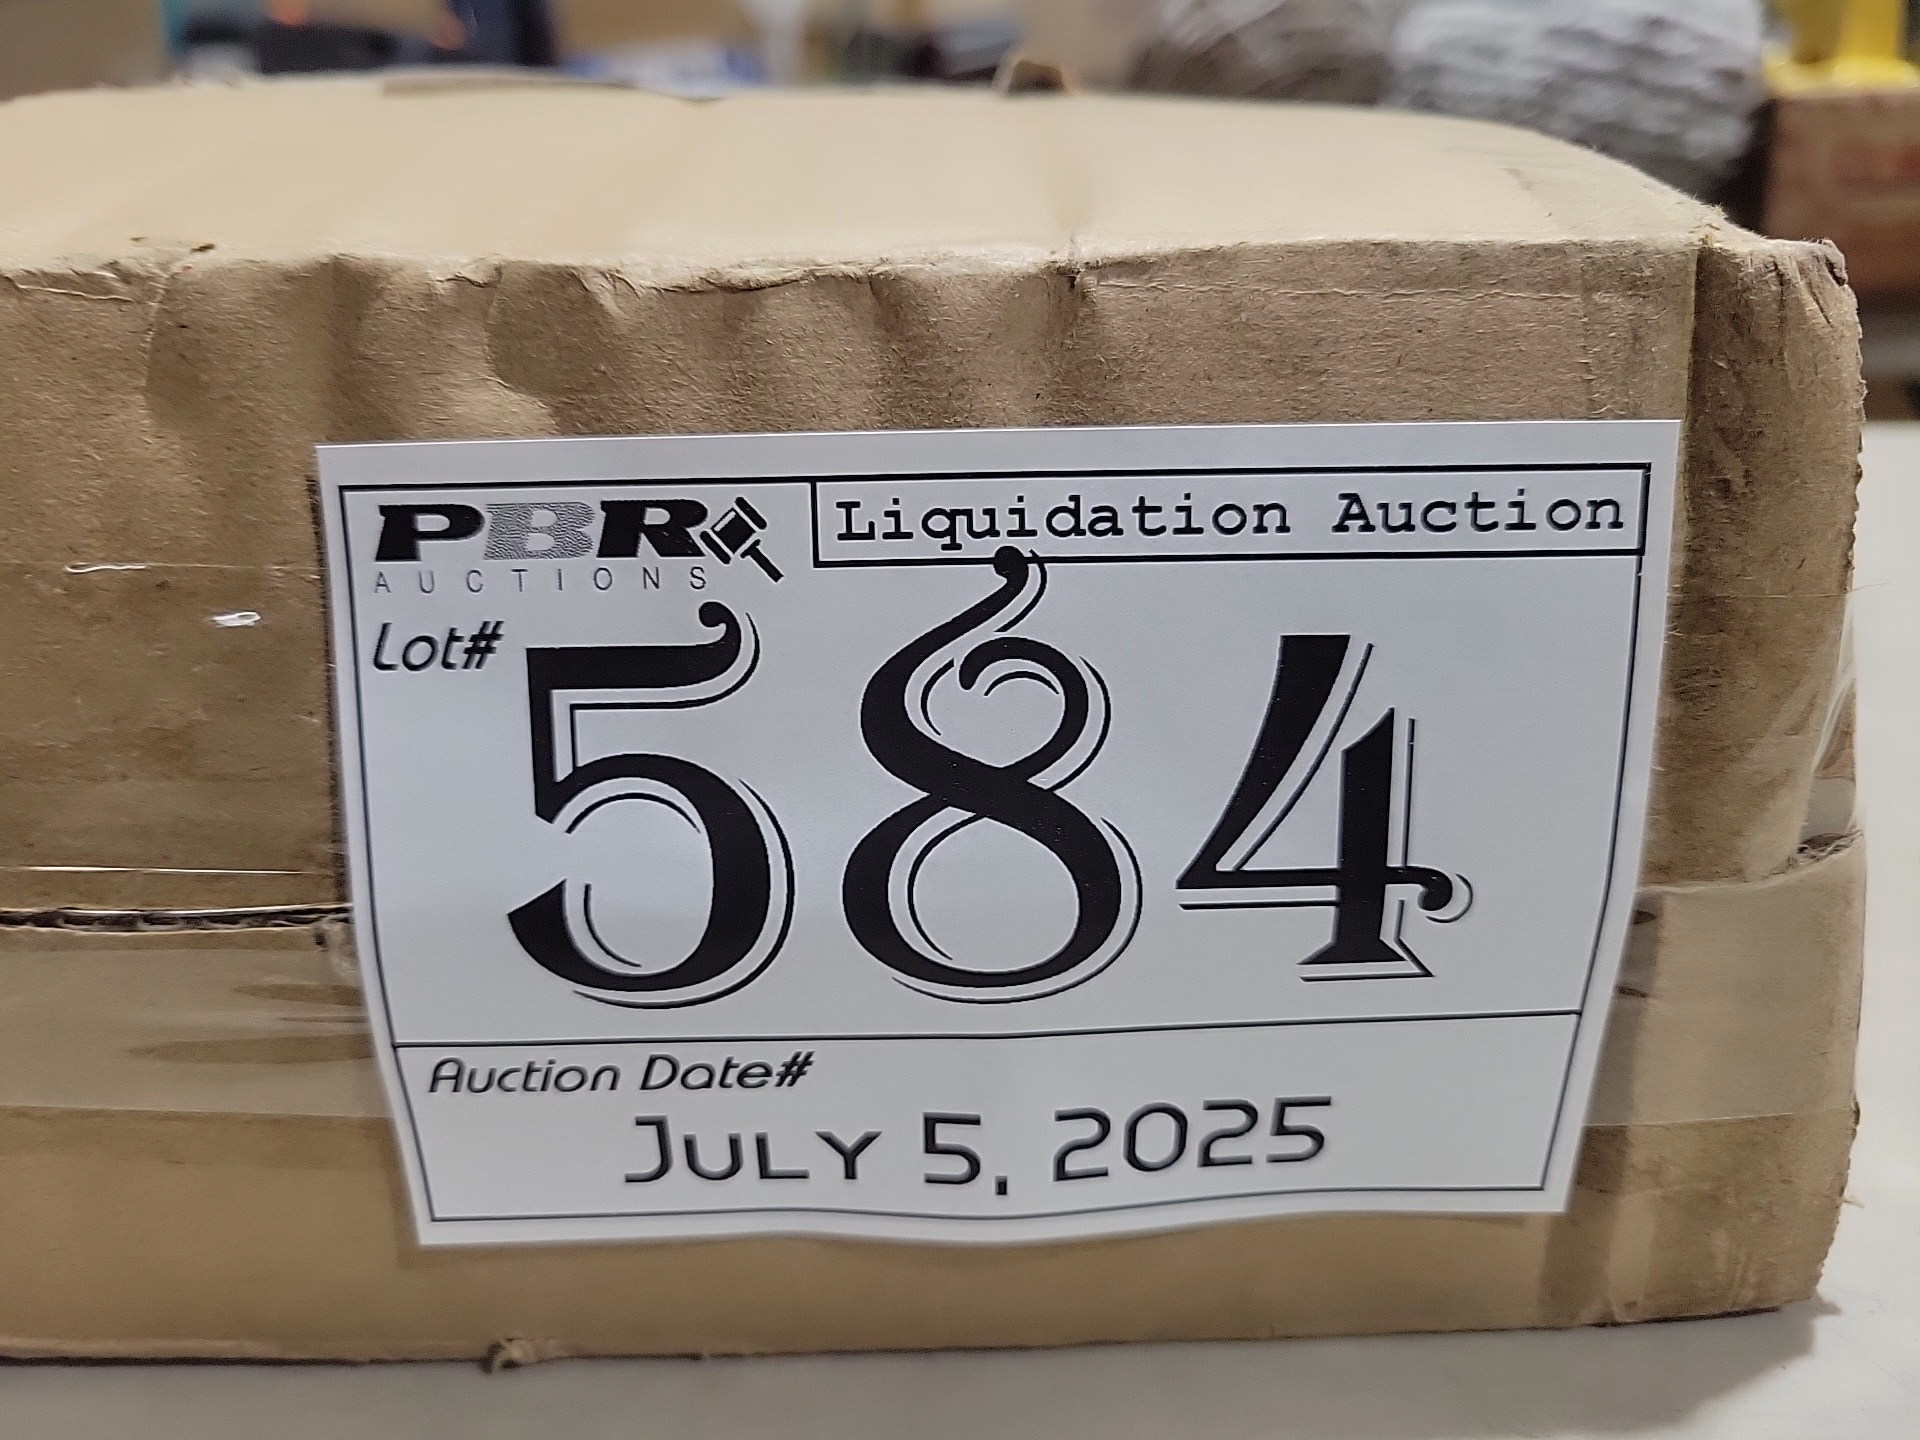 PBR
AUCTIONS
Liquidation Auction
Lot#
584
Auction Date#
JULY 5, 2025